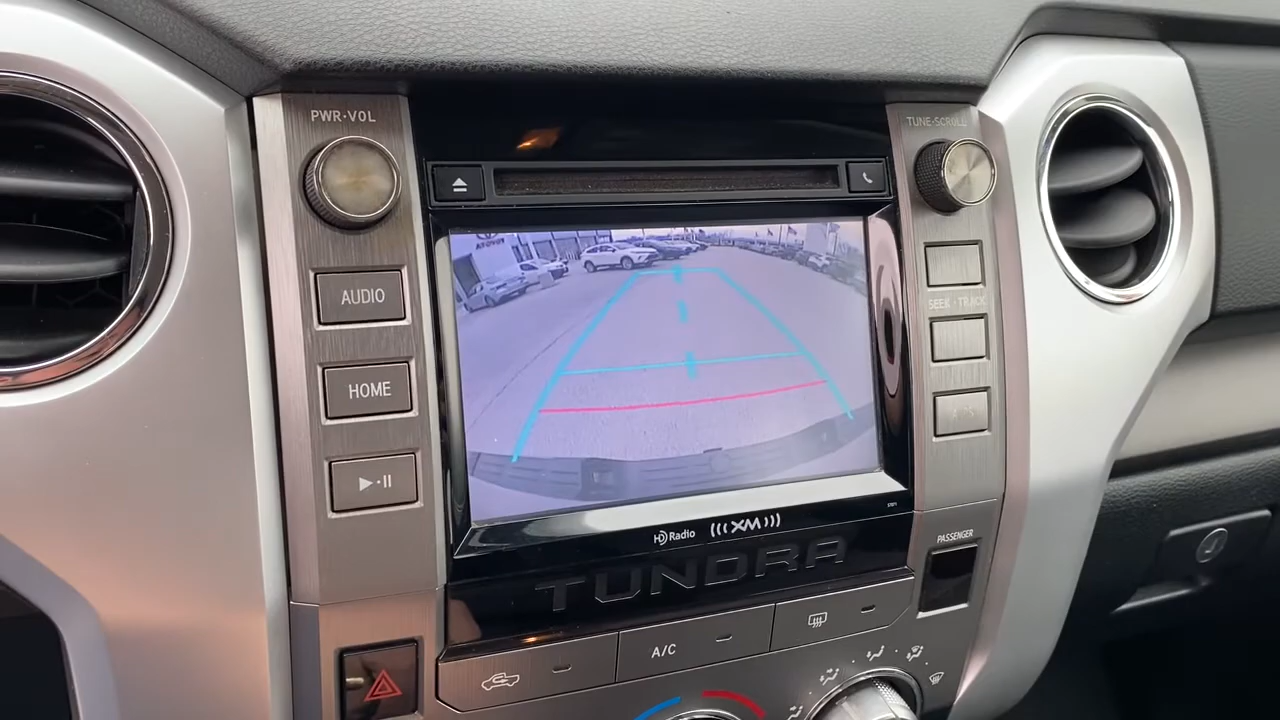 PWR·VOL
TUNE·SCROLL
AUDIO
SEEK·TRACK
HOME
HD Radio
(((XM)))
TUNDRA
PASSENGER
A/C